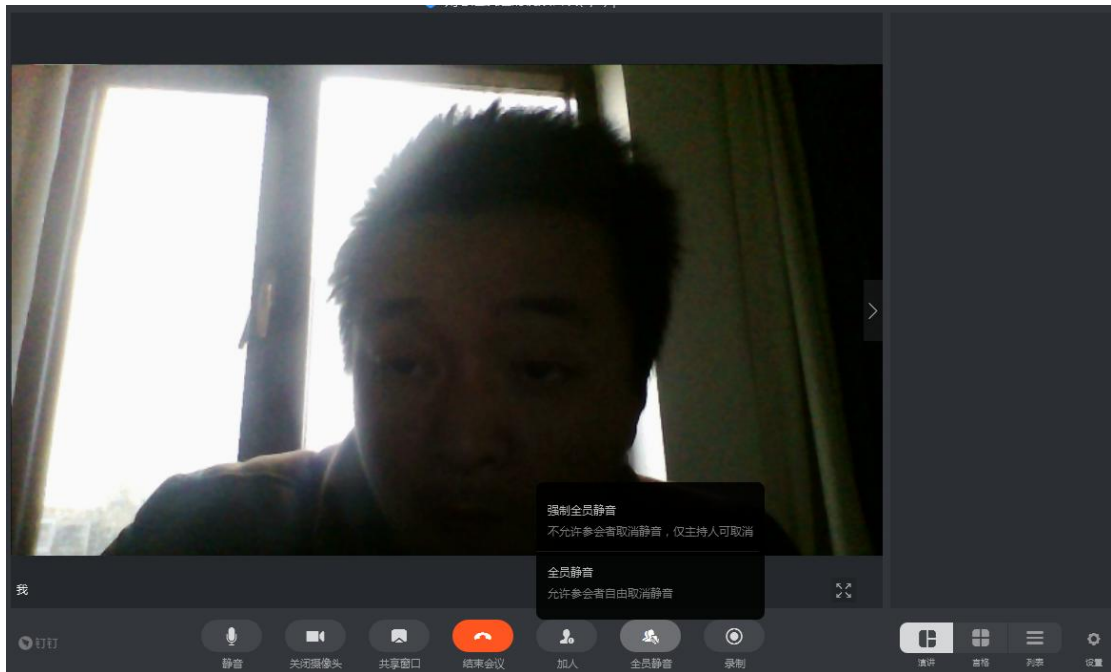 强制全员静音
不允许参会者取消静音，仅主持人可取消
全员静音
允许参会者自由取消静音
我
钉钉
静音
关闭摄像头
共享窗口
结束会议
加人
全员静音
录制
演讲
宫格
列表
设置